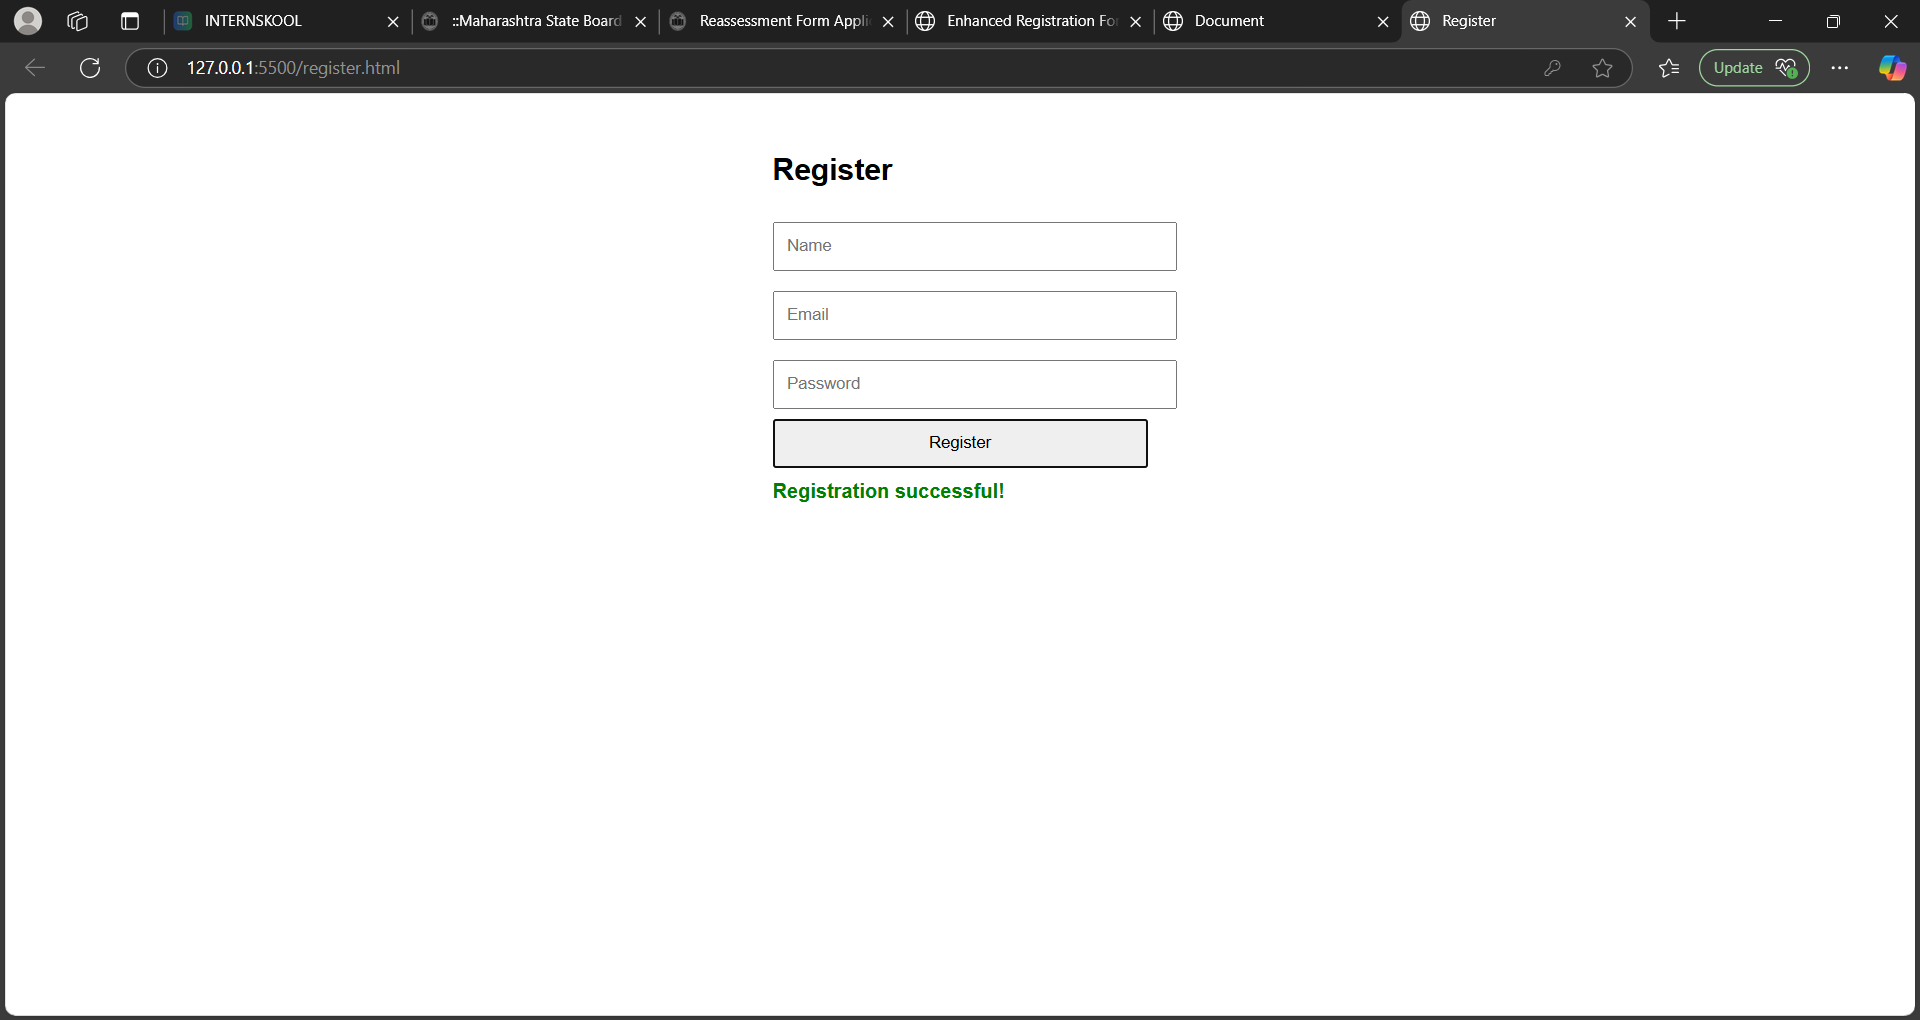 INTERNSKOOL
::Maharashtra State Board
Reassessment Form Appli
Enhanced Registration For
Document
Register
127.0.0.1:5500/register.html
Update
Register
Name
Email
Password
Register
Registration successful!